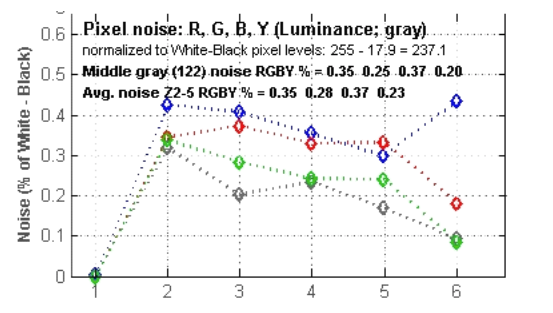 Pixel noise: R, G, B, Y (Luminance; gray)
normalized to White-Black pixel levels: 255 - 17.9 = 237.1
Middle gray (122) noise RGBY % = 0.35 0.25 0.37 0.20
Avg. noise Z2-5 RGBY % = 0.35 0.28 0.37 0.23
Noise (% of White - Black)
0.6
0.5
0.4
0.3
0.2
0.1
0
1 2 3 4 5 6